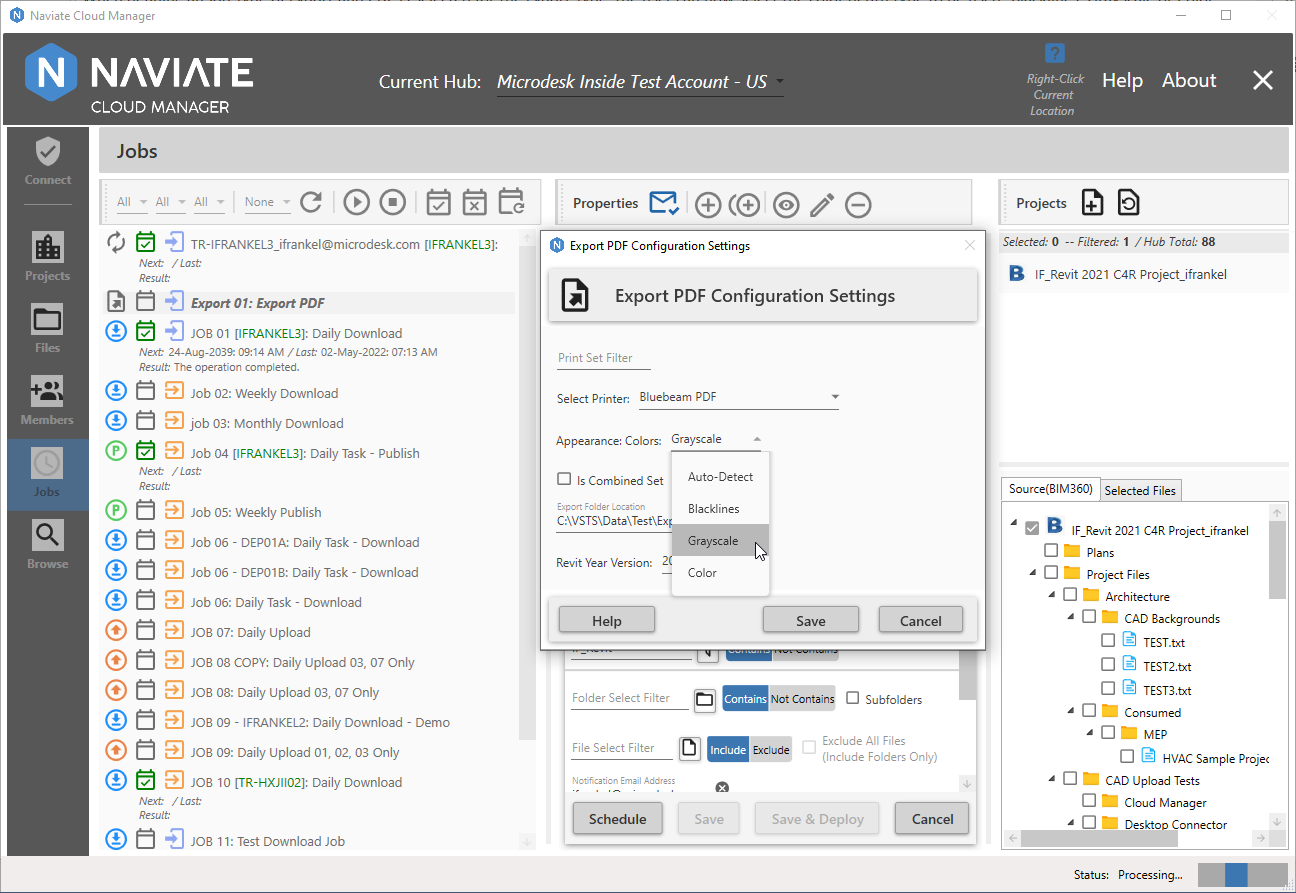 Naviate Cloud Manager
NAVIATE
CLOUD MANAGER
Current Hub: Microdesk Inside Test Account - US
?
Right-Click
Current
Location
Help
About
Connect
Projects
Files
Members
Jobs
Browse
Jobs
All All All None
TR-IFRANKEL3_ifrankel@microdesk.com [IFRANKEL3]:
Next: / Last:
Result:
Export 01: Export PDF
JOB 01 [IFRANKEL3]: Daily Download
Next: 24-Aug-2039: 09:14 AM / Last: 02-May-2022: 07:13 AM
Result: The operation completed.
Job 02: Weekly Download
job 03: Monthly Download
P Job 04 [IFRANKEL3]: Daily Task - Publish
Next: / Last:
Result:
P Job 05: Weekly Publish
Job 06 - DEP01A: Daily Task - Download
Job 06 - DEP01B: Daily Task - Download
Job 06: Daily Task - Download
JOB 07: Daily Upload
JOB 08 COPY: Daily Upload 03, 07 Only
JOB 08: Daily Upload 03, 07 Only
JOB 09 - IFRANKEL2: Daily Download - Demo
JOB 09: Daily Upload 01, 02, 03 Only
JOB 10 [TR-HXJII02]: Daily Download
Next: / Last:
Result:
JOB 11: Test Download Job
Properties
Export PDF Configuration Settings
Export PDF Configuration Settings
Print Set Filter
Select Printer: Bluebeam PDF
Appearance: Colors: Grayscale
Auto-Detect
Blacklines
Grayscale
Color
Is Combined Set
Export Folder Location
C:\VSTS\Data\Test\Exp
Revit Year Version: 20
Help
Save
Cancel
IF_Revit
Contains Not Contains
Folder Select Filter
Contains Not Contains
Subfolders
File Select Filter
Include Exclude
Exclude All Files
(Include Folders Only)
Notification Email Address
Schedule
Save
Save & Deploy
Cancel
Projects
Selected: 0 -- Filtered: 1 / Hub Total: 88
B IF_Revit 2021 C4R Project_ifrankel
Source(BIM360)
Selected Files
B IF_Revit 2021 C4R Project_ifrankel
Plans
Project Files
Architecture
CAD Backgrounds
TEST.txt
TEST2.txt
TEST3.txt
Consumed
MEP
HVAC Sample Projec
CAD Upload Tests
Cloud Manager
Desktop Connector
Status: Processing...